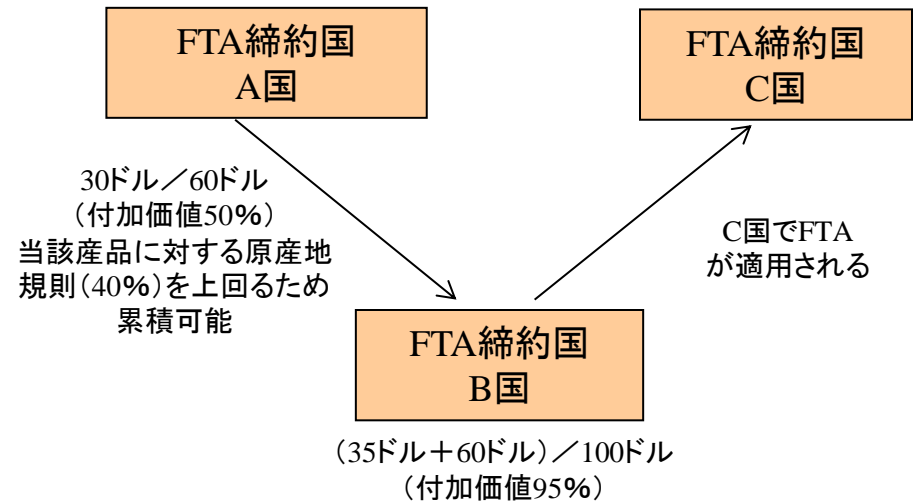 FTA締約国
A国
FTA締約国
C国
30ドル／60ドル
（付加価値50％）
当該産品に対する原産地
規則（40％）を上回るため
累積可能
C国でFTA
が適用される
FTA締約国
B国
（35ドル＋60ドル）／100ドル
（付加価値95％）